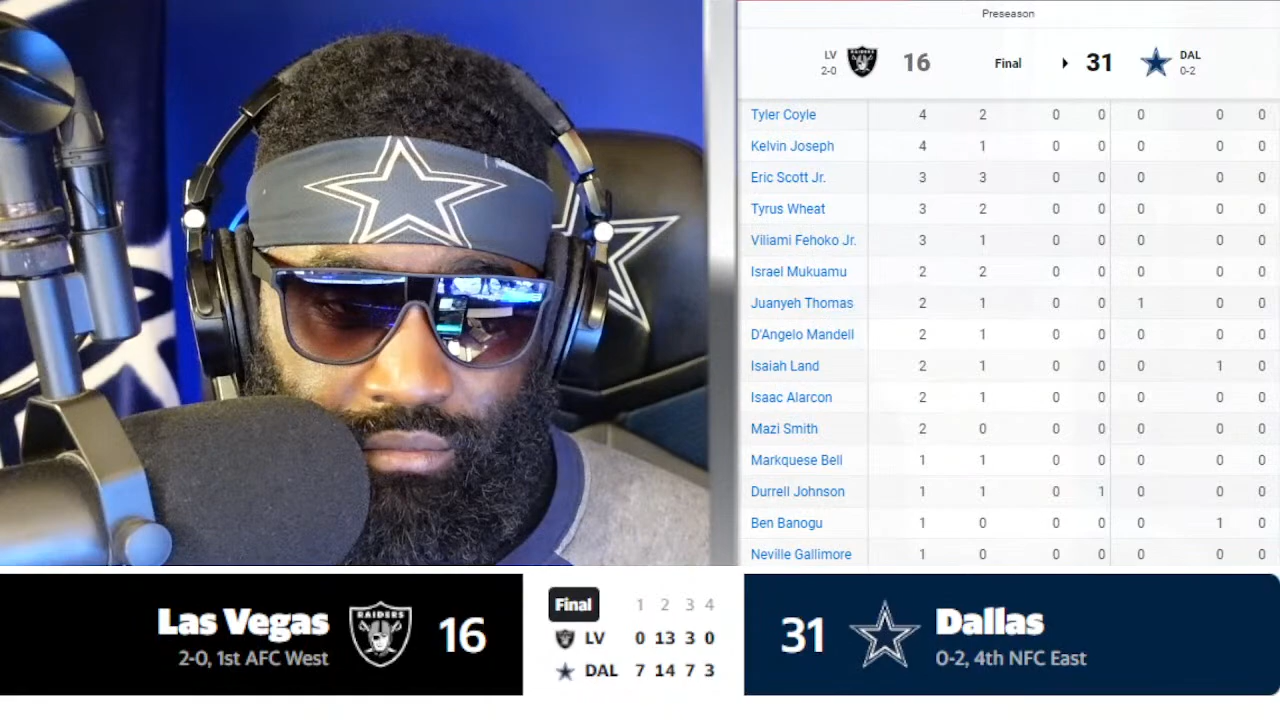 Preseason
LV
2-0
RAIDERS
16
Final
31
DAL
0-2
Tyler Coyle 4 2 0 0 0 0 0
Kelvin Joseph 4 1 0 0 0 0 0
Eric Scott Jr. 3 3 0 0 0 0 0
Tyrus Wheat 3 2 0 0 0 0 0
Viliami Fehoko Jr. 3 1 0 0 0 0 0
Israel Mukuamu 2 2 0 0 0 0 0
Juanyeh Thomas 2 1 0 0 1 0 0
D'Angelo Mandell 2 1 0 0 0 0 0
Isaiah Land 2 1 0 0 0 1 0
Isaac Alarcon 2 1 0 0 0 0 0
Mazi Smith 2 0 0 0 0 0 0
Markquese Bell 1 1 0 0 0 0 0
Durrell Johnson 1 1 0 1 0 0 0
Ben Banogu 1 0 0 0 0 1 0
Neville Gallimore 1 0 0 0 0 0 0
Las Vegas
2-0, 1st AFC West
RAIDERS
16
Final 1 2 3 4
LV 0 13 3 0
DAL 7 14 7 3
31
Dallas
0-2, 4th NFC East